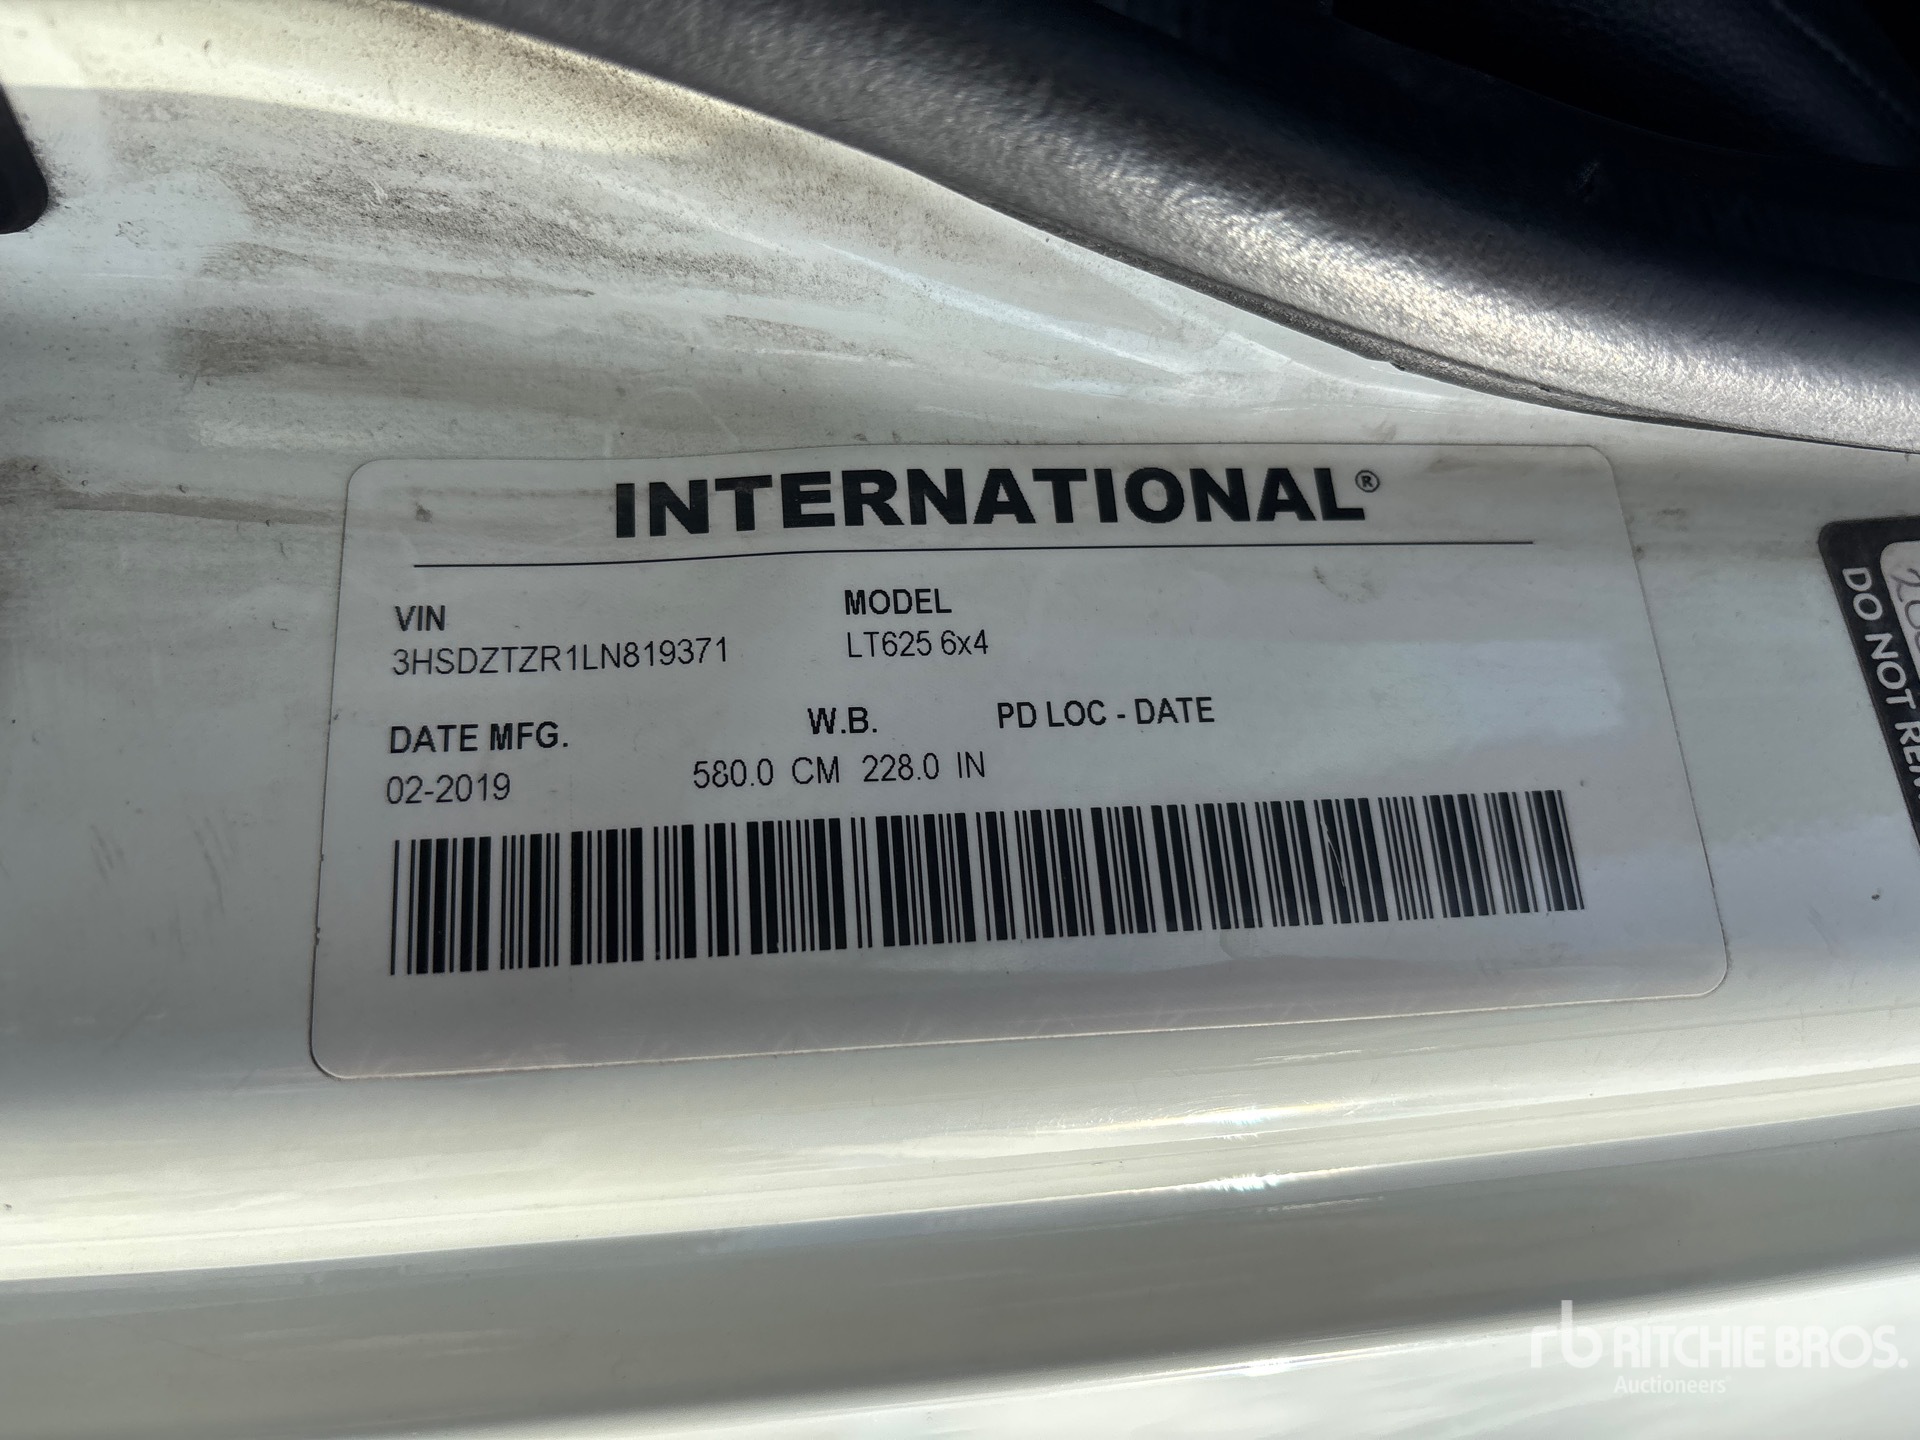 INTERNATIONAL®
VIN
3HSDZTZR1LN819371
MODEL
LT625 6x4
DATE MFG.
02-2019
W.B.
580.0 CM 228.0 IN
PD LOC - DATE
DO NOT
rb RITCHIE BROS.
Auctioneers